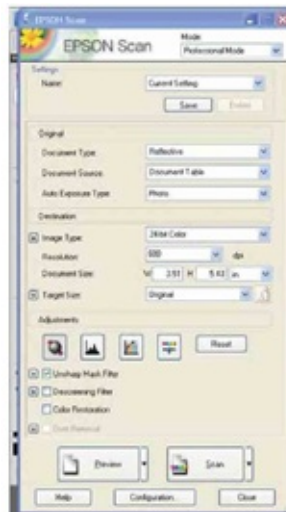 EPSON Scan
EPSON Scan
Mode:
Professional Mode
Settings
Name: Current Setting
Save Delete
Original
Document Type: Reflective
Document Source: Document Table
Auto Exposure Type: Photo
Destination
Image Type: 24-bit Color
Resolution: 600 dpi
Document Size: W H in
Target Size: Original
Adjustments
Reset
Unsharp Mask Filter
Descreening Filter
Color Restoration
Dust Removal
Preview Scan
Help Configuration... Close